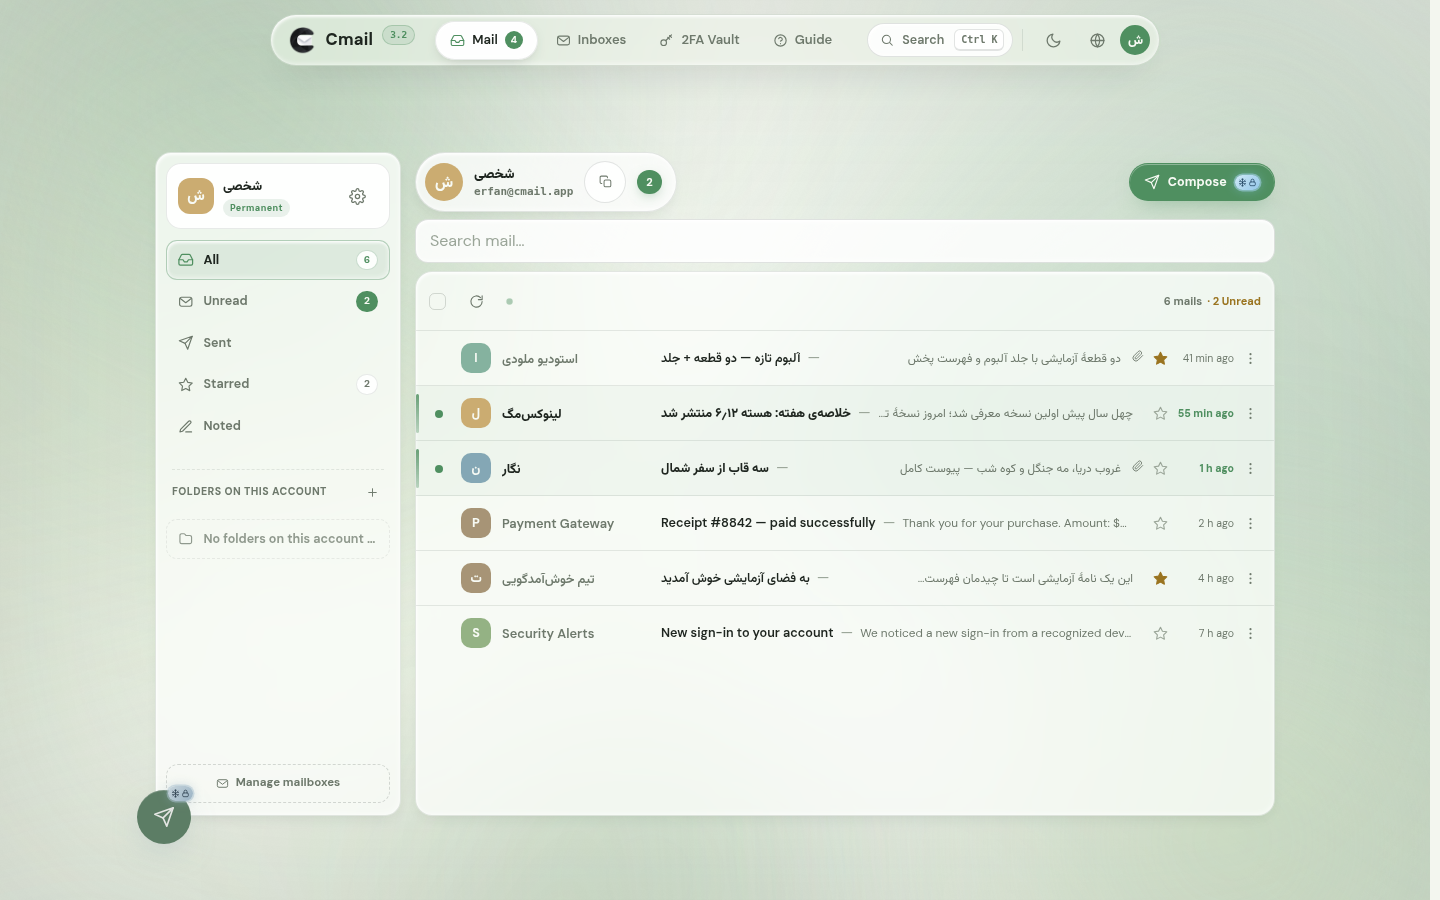 Cmail 3.2 Mail 4 Inboxes 2FA Vault Guide Search Ctrl K ش
ش شخصی
Permanent
All 6
Unread 2
Sent
Starred 2
Noted
FOLDERS ON THIS ACCOUNT +
No folders on this account …
Manage mailboxes
ش شخصی
erfan@cmail.app
2
Compose
Search mail…
6 mails · 2 Unread
ا استودیو ملودی آلبوم تازه — دو قطعه + جلد — دو قطعهٔ آزمایشی با جلد آلبوم و فهرست پخش 41 min ago
ل لینوکس‌مگ خلاصه‌ی هفته: هسته ۶٫۱۲ منتشر شد — چهل سال پیش اولین نسخه معرفی شد؛ امروز نسخهٔ تـ… 55 min ago
ن نگار سه قاب از سفر شمال — غروب دریا، مه جنگل و کوه شب — پیوست کامل 1 h ago
P Payment Gateway Receipt #8842 — paid successfully — Thank you for your purchase. Amount: $… 2 h ago
ت تیم خوش‌آمدگویی به فضای آزمایشی خوش آمدید — این یک نامهٔ آزمایشی است تا چیدمان فهرست… 4 h ago
S Security Alerts New sign-in to your account — We noticed a new sign-in from a recognized dev… 7 h ago